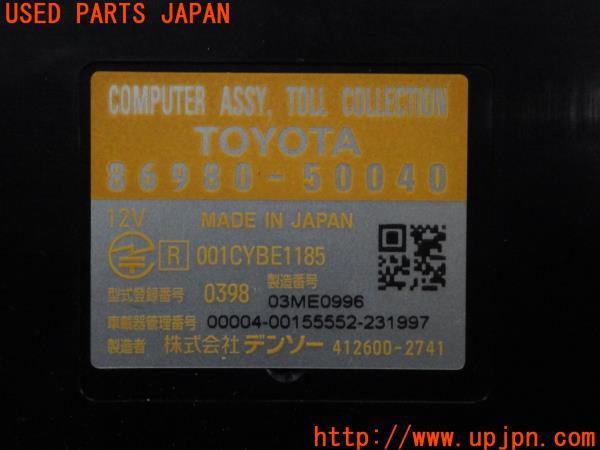 USED PARTS JAPAN
COMPUTER ASSY, TOLL COLLECTION
TOYOTA
86980-50040
12V MADE IN JAPAN
R 001CYBE1185
型式登録番号 0398 製造番号 03ME0996
車載器管理番号 00004-00155552-231997
製造者 株式会社 デンソー 412600-2741
UPJ
http://www.upjpn.com